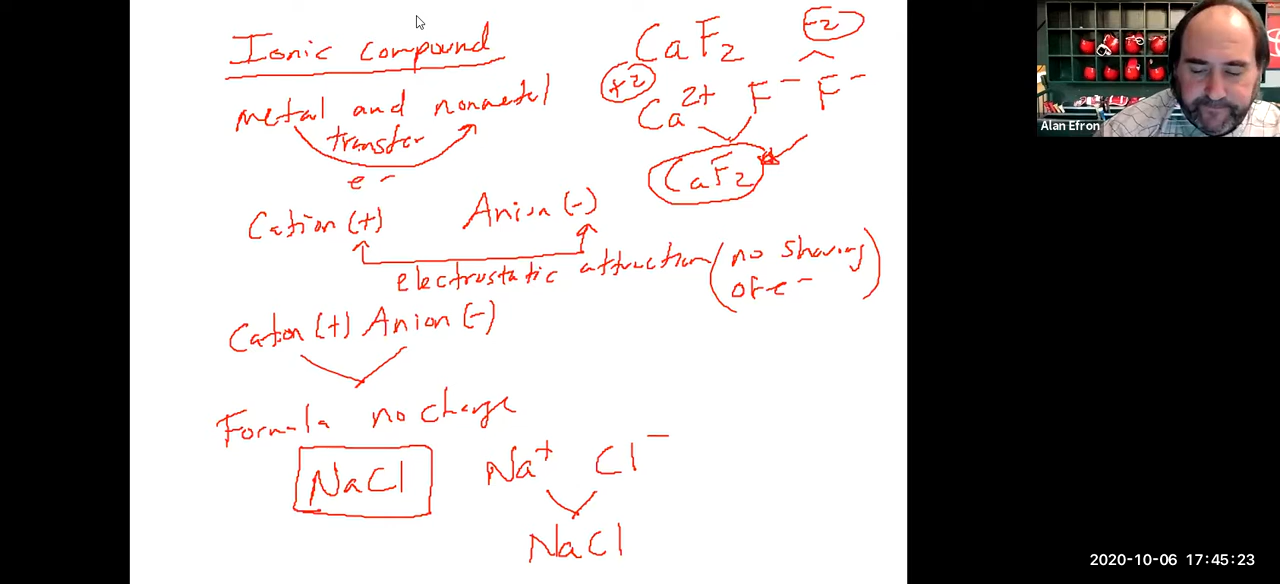 Ionic compound
metal and nonmetal
transfer
e-
Cation (+) Anion (-)
electrostatic attraction (no sharing
of e-
Cation (+) Anion (-)
Formula no charge
NaCl Na+ Cl-
NaCl
CaF2
-2
+2
Ca2+ F- F-
CaF2
Alan Efron
2020-10-06 17:45:23